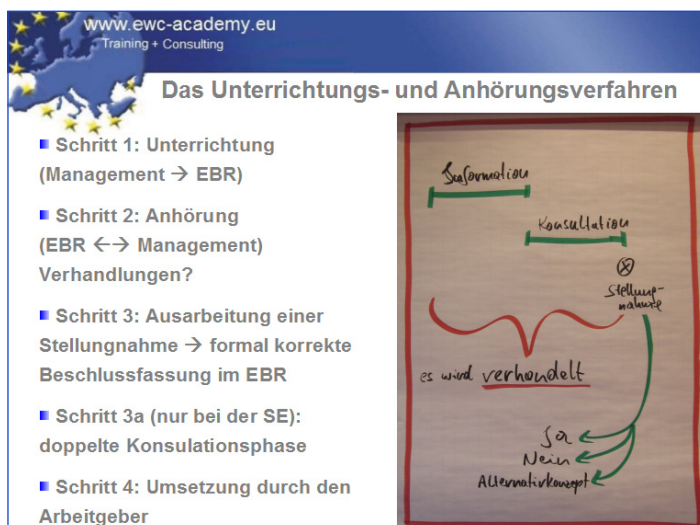 www.ewc-academy.eu
Training + Consulting
Das Unterrichtungs- und Anhörungsverfahren
Schritt 1: Unterrichtung
(Management → EBR)
Schritt 2: Anhörung
(EBR ←→ Management)
Verhandlungen?
Schritt 3: Ausarbeitung einer
Stellungnahme → formal korrekte
Beschlussfassung im EBR
Schritt 3a (nur bei der SE):
doppelte Konsulationsphase
Schritt 4: Umsetzung durch den
Arbeitgeber
Information
Konsultation
Stellung-
nahme
es wird verhandelt
Ja
Nein
Alternativkonzept